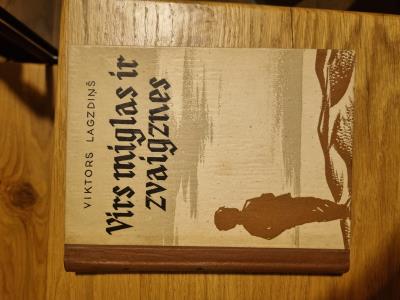 VIKTORS LAGZDIŅŠ
Virs miglas ir
zvaigznes